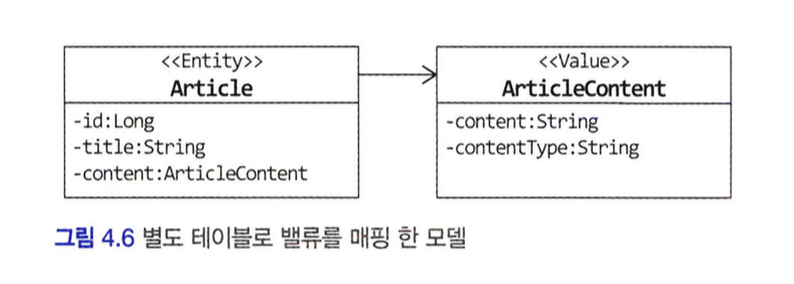 <<Entity>>
Article
-id:Long
-title:String
-content:ArticleContent
<<Value>>
ArticleContent
-content:String
-contentType:String
그림 4.6 별도 테이블로 밸류를 매핑 한 모델